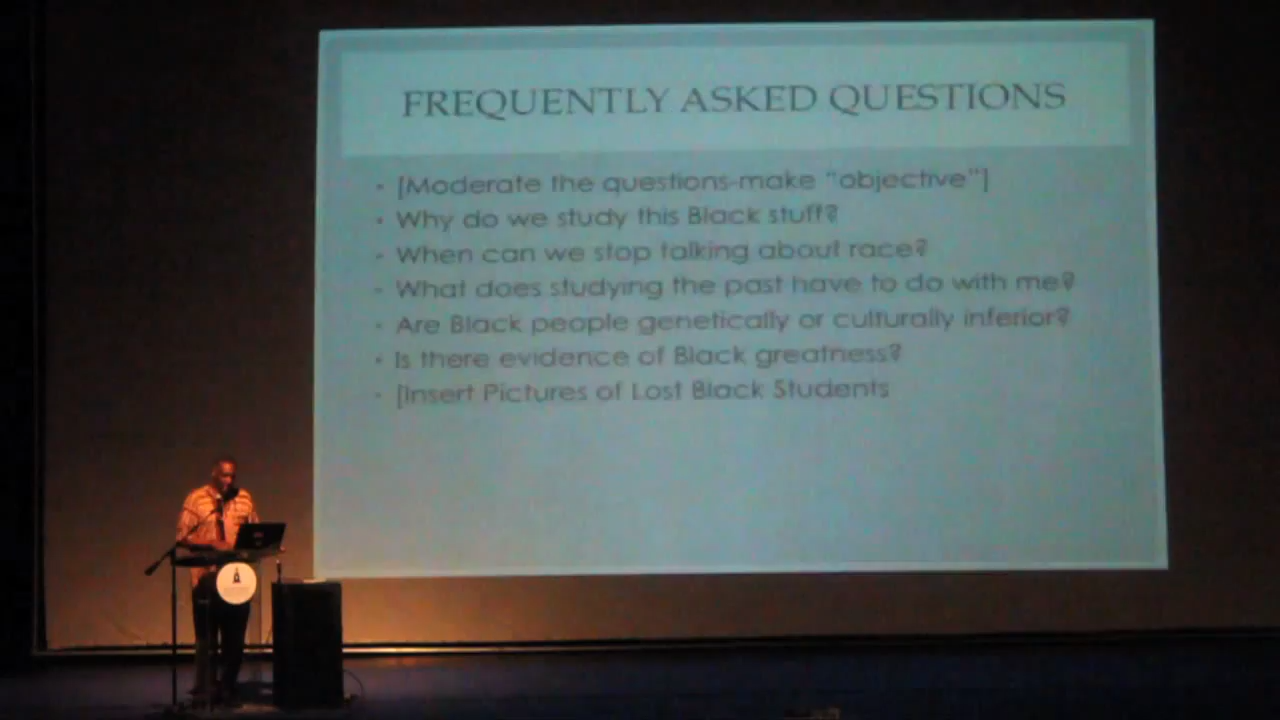 FREQUENTLY ASKED QUESTIONS
• [Moderate the questions-make “objective”]
• Why do we study this Black stuff?
• When can we stop talking about race?
• What does studying the past have to do with me?
• Are Black people genetically or culturally inferior?
• Is there evidence of Black greatness?
• [Insert Pictures of Lost Black Students